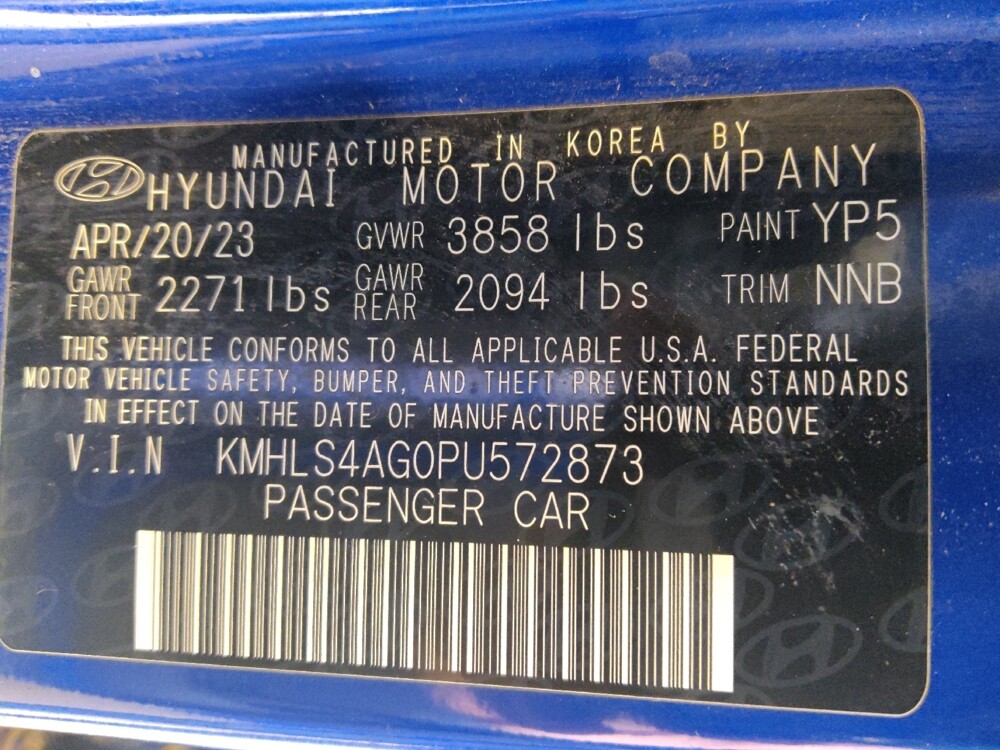 MANUFACTURED IN KOREA BY
HYUNDAI MOTOR COMPANY
APR/20/23 GVWR 3858 lbs PAINT YP5
GAWR FRONT 2271 lbs GAWR REAR 2094 lbs TRIM NNB
THIS VEHICLE CONFORMS TO ALL APPLICABLE U.S.A. FEDERAL
MOTOR VEHICLE SAFETY, BUMPER, AND THEFT PREVENTION STANDARDS
IN EFFECT ON THE DATE OF MANUFACTURE SHOWN ABOVE
V.I.N KMHLS4AG0PU572873
PASSENGER CAR